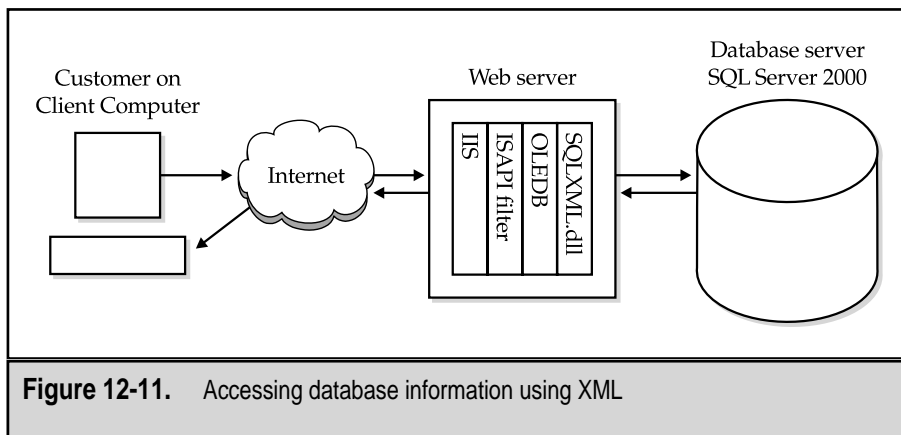 Customer on
Client Computer
Internet
Web server
IIS
ISAPI filter
OLEDB
SQLXML.dll
Database server
SQL Server 2000
Figure 12-11. Accessing database information using XML